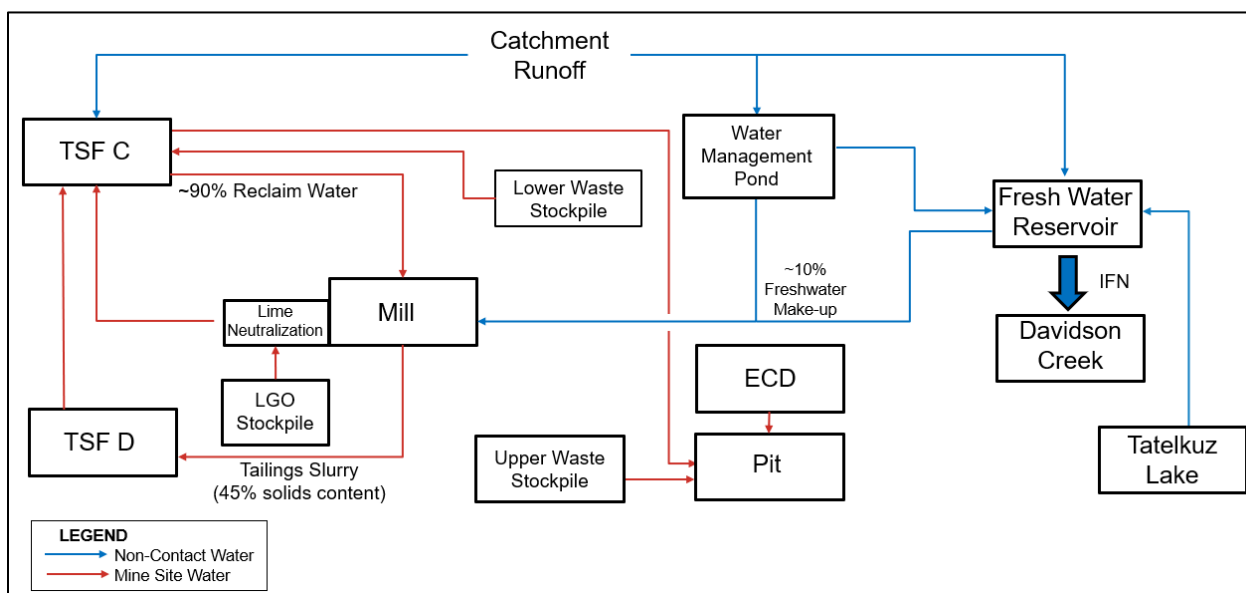 Catchment
Runoff
TSF C
Water
Management
Pond
~90% Reclaim Water
Lower Waste
Stockpile
Fresh Water
Reservoir
~10%
Freshwater
Make-up
IFN
Lime
Neutralization
Mill
Davidson
Creek
ECD
LGO
Stockpile
TSF D
Tailings Slurry
(45% solids content)
Upper Waste
Stockpile
Pit
Tatelkuz
Lake
LEGEND
Non-Contact Water
Mine Site Water